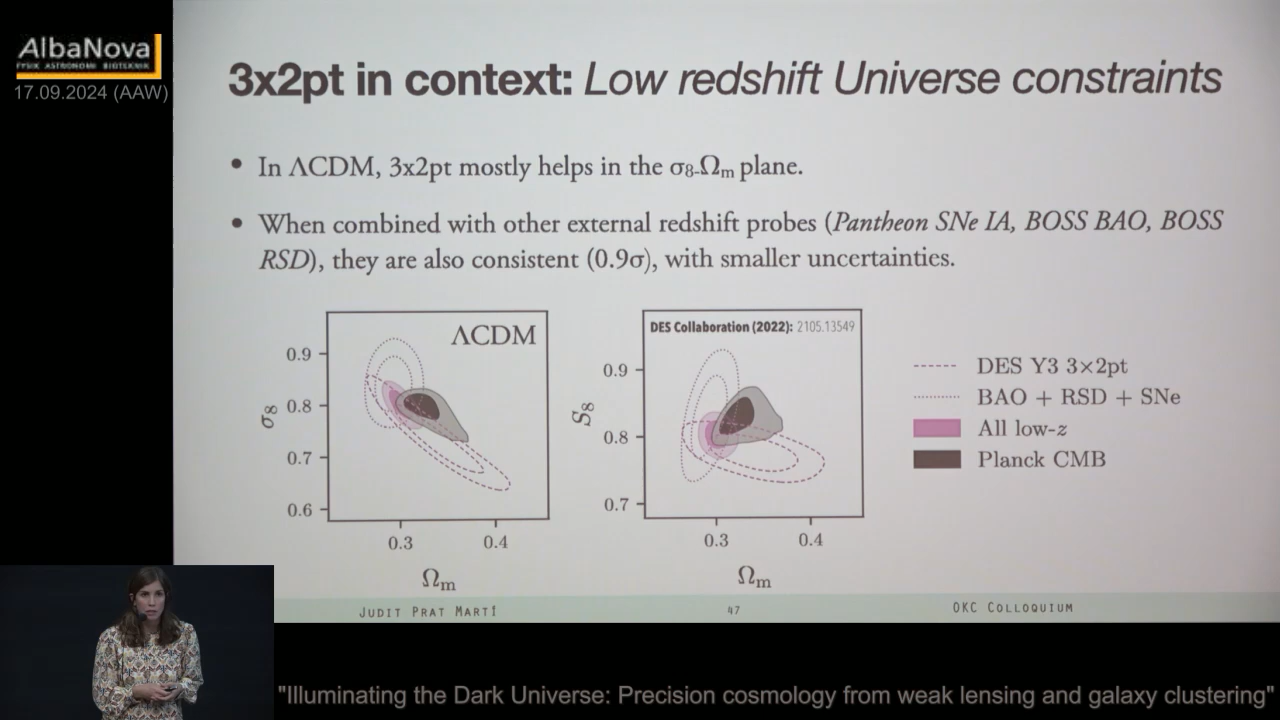 AlbaNova
FYSIK ASTRONOMI BIOTEKNIK
17.09.2024 (AAW)
3x2pt in context: Low redshift Universe constraints
• In ΛCDM, 3x2pt mostly helps in the σ8-Ωm plane.
• When combined with other external redshift probes (Pantheon SNe IA, BOSS BAO, BOSS
RSD), they are also consistent (0.9σ), with smaller uncertainties.
ΛCDM
0.9
0.8
0.7
0.6
σ8
0.3
0.4
Ωm
DES Collaboration (2022): 2105.13549
0.9
0.8
0.7
S8
0.3
0.4
Ωm
DES Y3 3×2pt
BAO + RSD + SNe
All low-z
Planck CMB
JUDIT PRAT MARTÍ
47
OKC COLLOQUIUM
"Illuminating the Dark Universe: Precision cosmology from weak lensing and galaxy clustering"